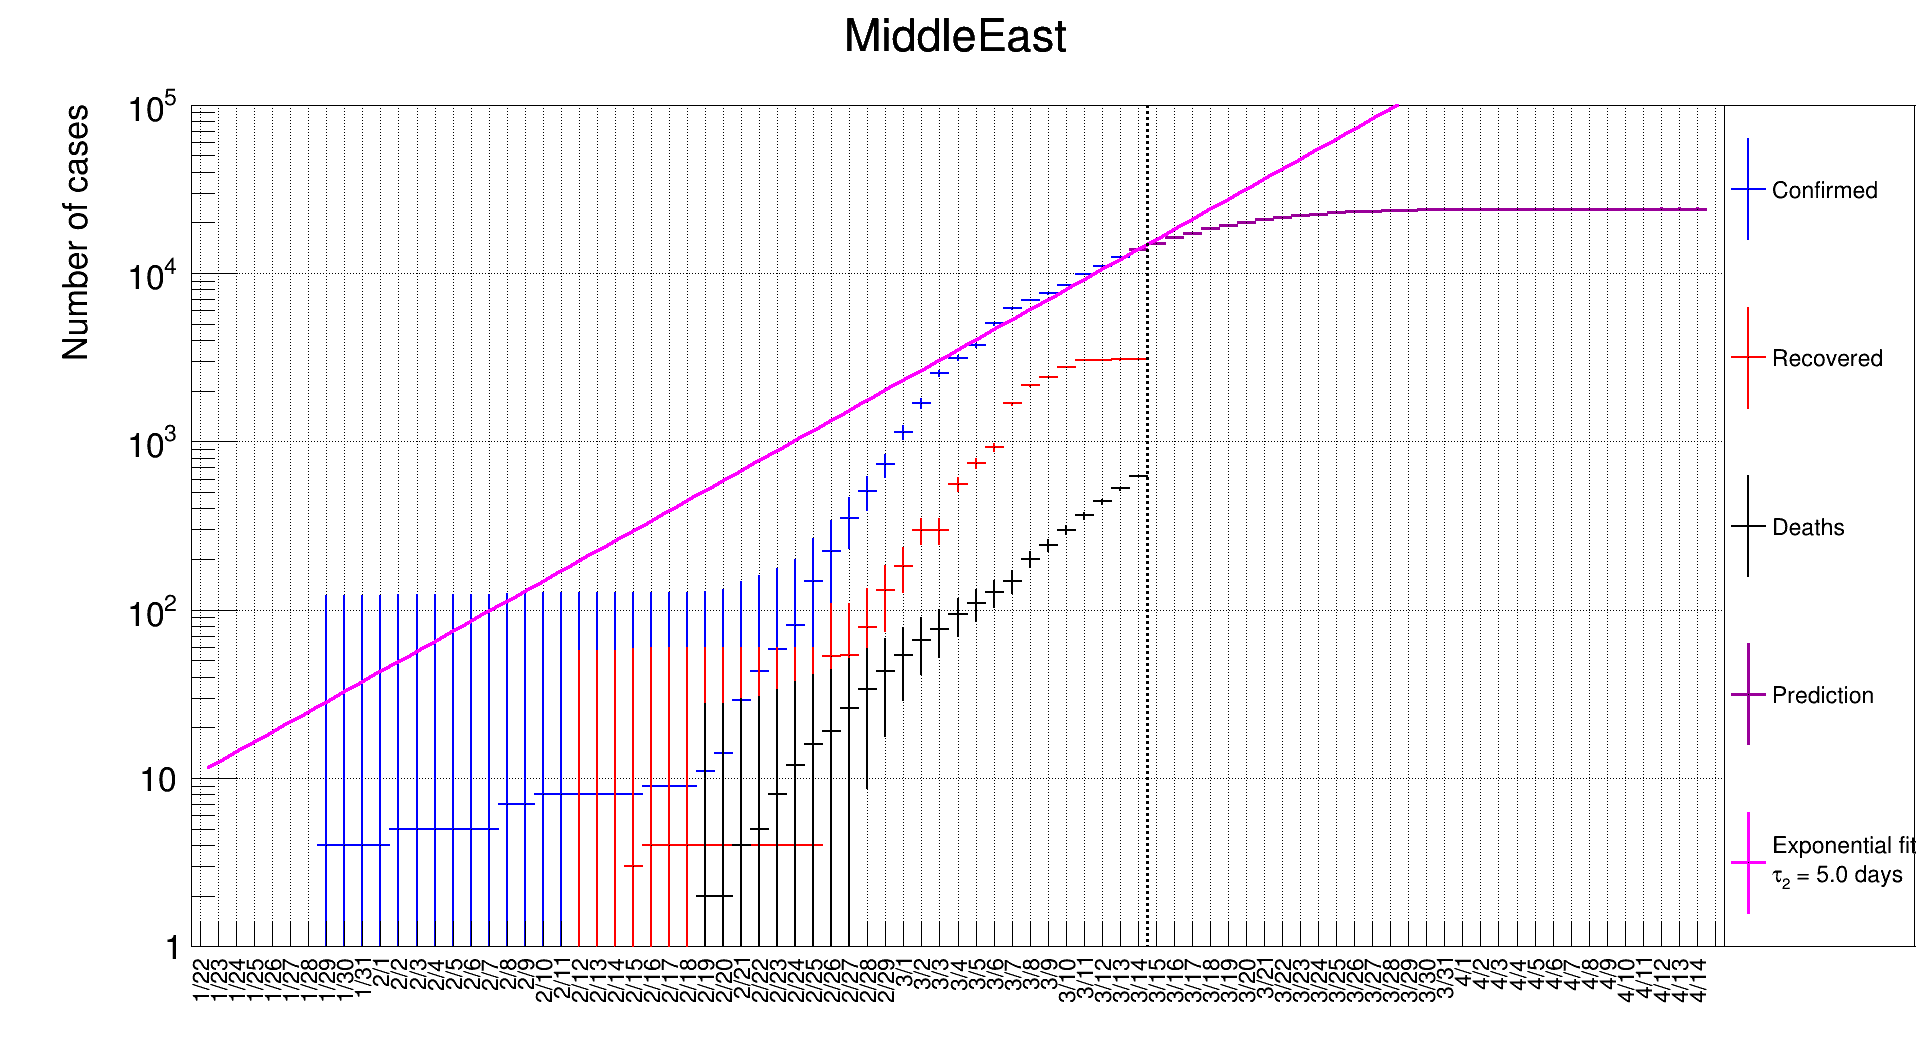 MiddleEast
Number of cases
10^5
10^4
10^3
10^2
10
1
1/22 1/23 1/24 1/25 1/26 1/27 1/28 1/29 1/30 1/31 2/1 2/2 2/3 2/4 2/5 2/6 2/7 2/8 2/9 2/10 2/11 2/12 2/13 2/14 2/15 2/16 2/17 2/18 2/19 2/20 2/21 2/22 2/23 2/24 2/25 2/26 2/27 2/28 2/29 3/1 3/2 3/3 3/4 3/5 3/6 3/7 3/8 3/9 3/10 3/11 3/12 3/13 3/14 3/15 3/16 3/17 3/18 3/19 3/20 3/21 3/22 3/23 3/24 3/25 3/26 3/27 3/28 3/29 3/30 3/31 4/1 4/2 4/3 4/4 4/5 4/6 4/7 4/8 4/9 4/10 4/11 4/12 4/13 4/14
Confirmed
Recovered
Deaths
Prediction
Exponential fit
τ₂ = 5.0 days